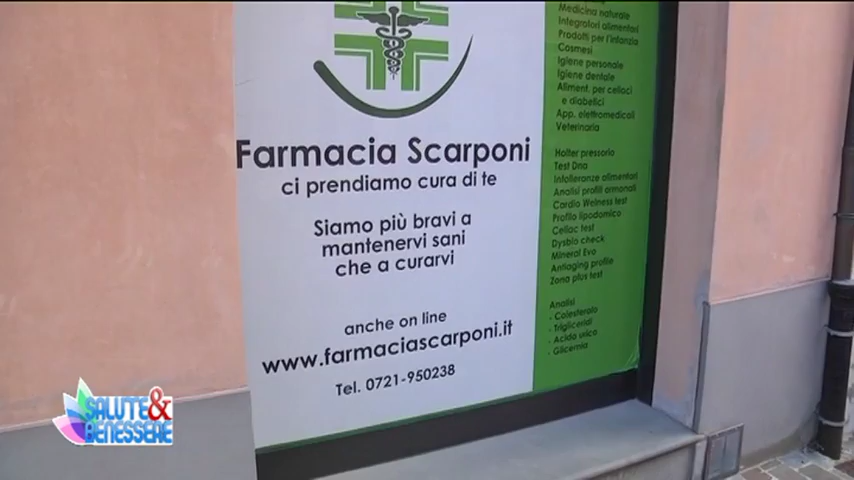 Farmacia Scarponi
ci prendiamo cura di te
Siamo più bravi a
mantenervi sani
che a curarvi
anche on line
www.farmaciascarponi.it
Tel. 0721-950238
Medicina naturale
Integratori alimentari
Prodotti per l'infanzia
Cosmesi
Igiene personale
Igiene dentale
Aliment. per celiaci
e diabetici
App. elettromedicali
Veterinaria
Holter pressorio
Test Dna
Intolleranze alimentari
Analisi profili ormonali
Cardio Welness test
Profilo lipidomico
Celiac test
Dysbio check
Mineral Evo
Antiaging profile
Zona plus test
Analisi
- Colesterolo
- Trigliceridi
- Acido urico
- Glicemia
SALUTE&
BENESSERE